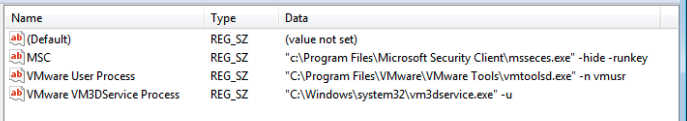 Name Type Data
(Default) REG_SZ (value not set)
MSC REG_SZ "c:\Program Files\Microsoft Security Client\msseces.exe" -hide -runkey
VMware User Process REG_SZ "C:\Program Files\VMware\VMware Tools\vmtoolsd.exe" -n vmusr
VMware VM3DService Process REG_SZ "C:\Windows\system32\vm3dservice.exe" -u